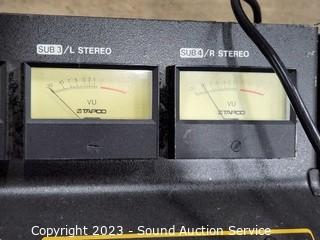 SUB 3 / L STEREO
SUB 4 / R STEREO
VU
TAPCO
VU
TAPCO
Copyright 2023 - Sound Auction Service